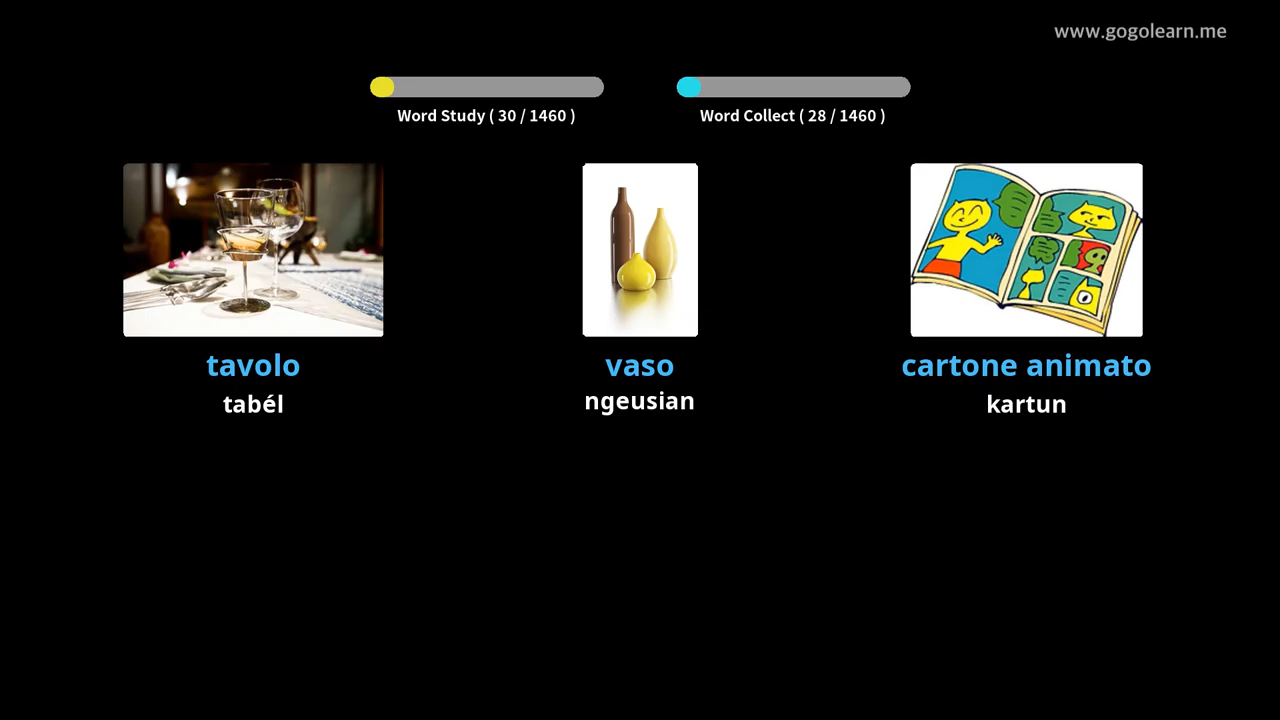 www.gogolearn.me
Word Study ( 30 / 1460 )
Word Collect ( 28 / 1460 )
tavolo
tabél
vaso
ngeusian
cartone animato
kartun